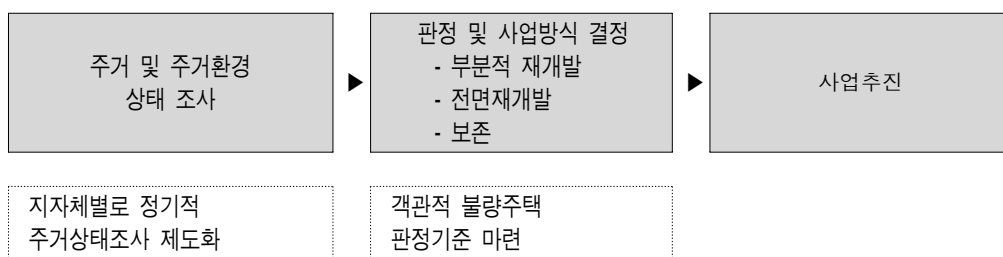 주거 및 주거환경
상태 조사
▶
판정 및 사업방식 결정
- 부분적 재개발
- 전면재개발
- 보존
▶
사업추진
지자체별로 정기적
주거상태조사 제도화
객관적 불량주택
판정기준 마련